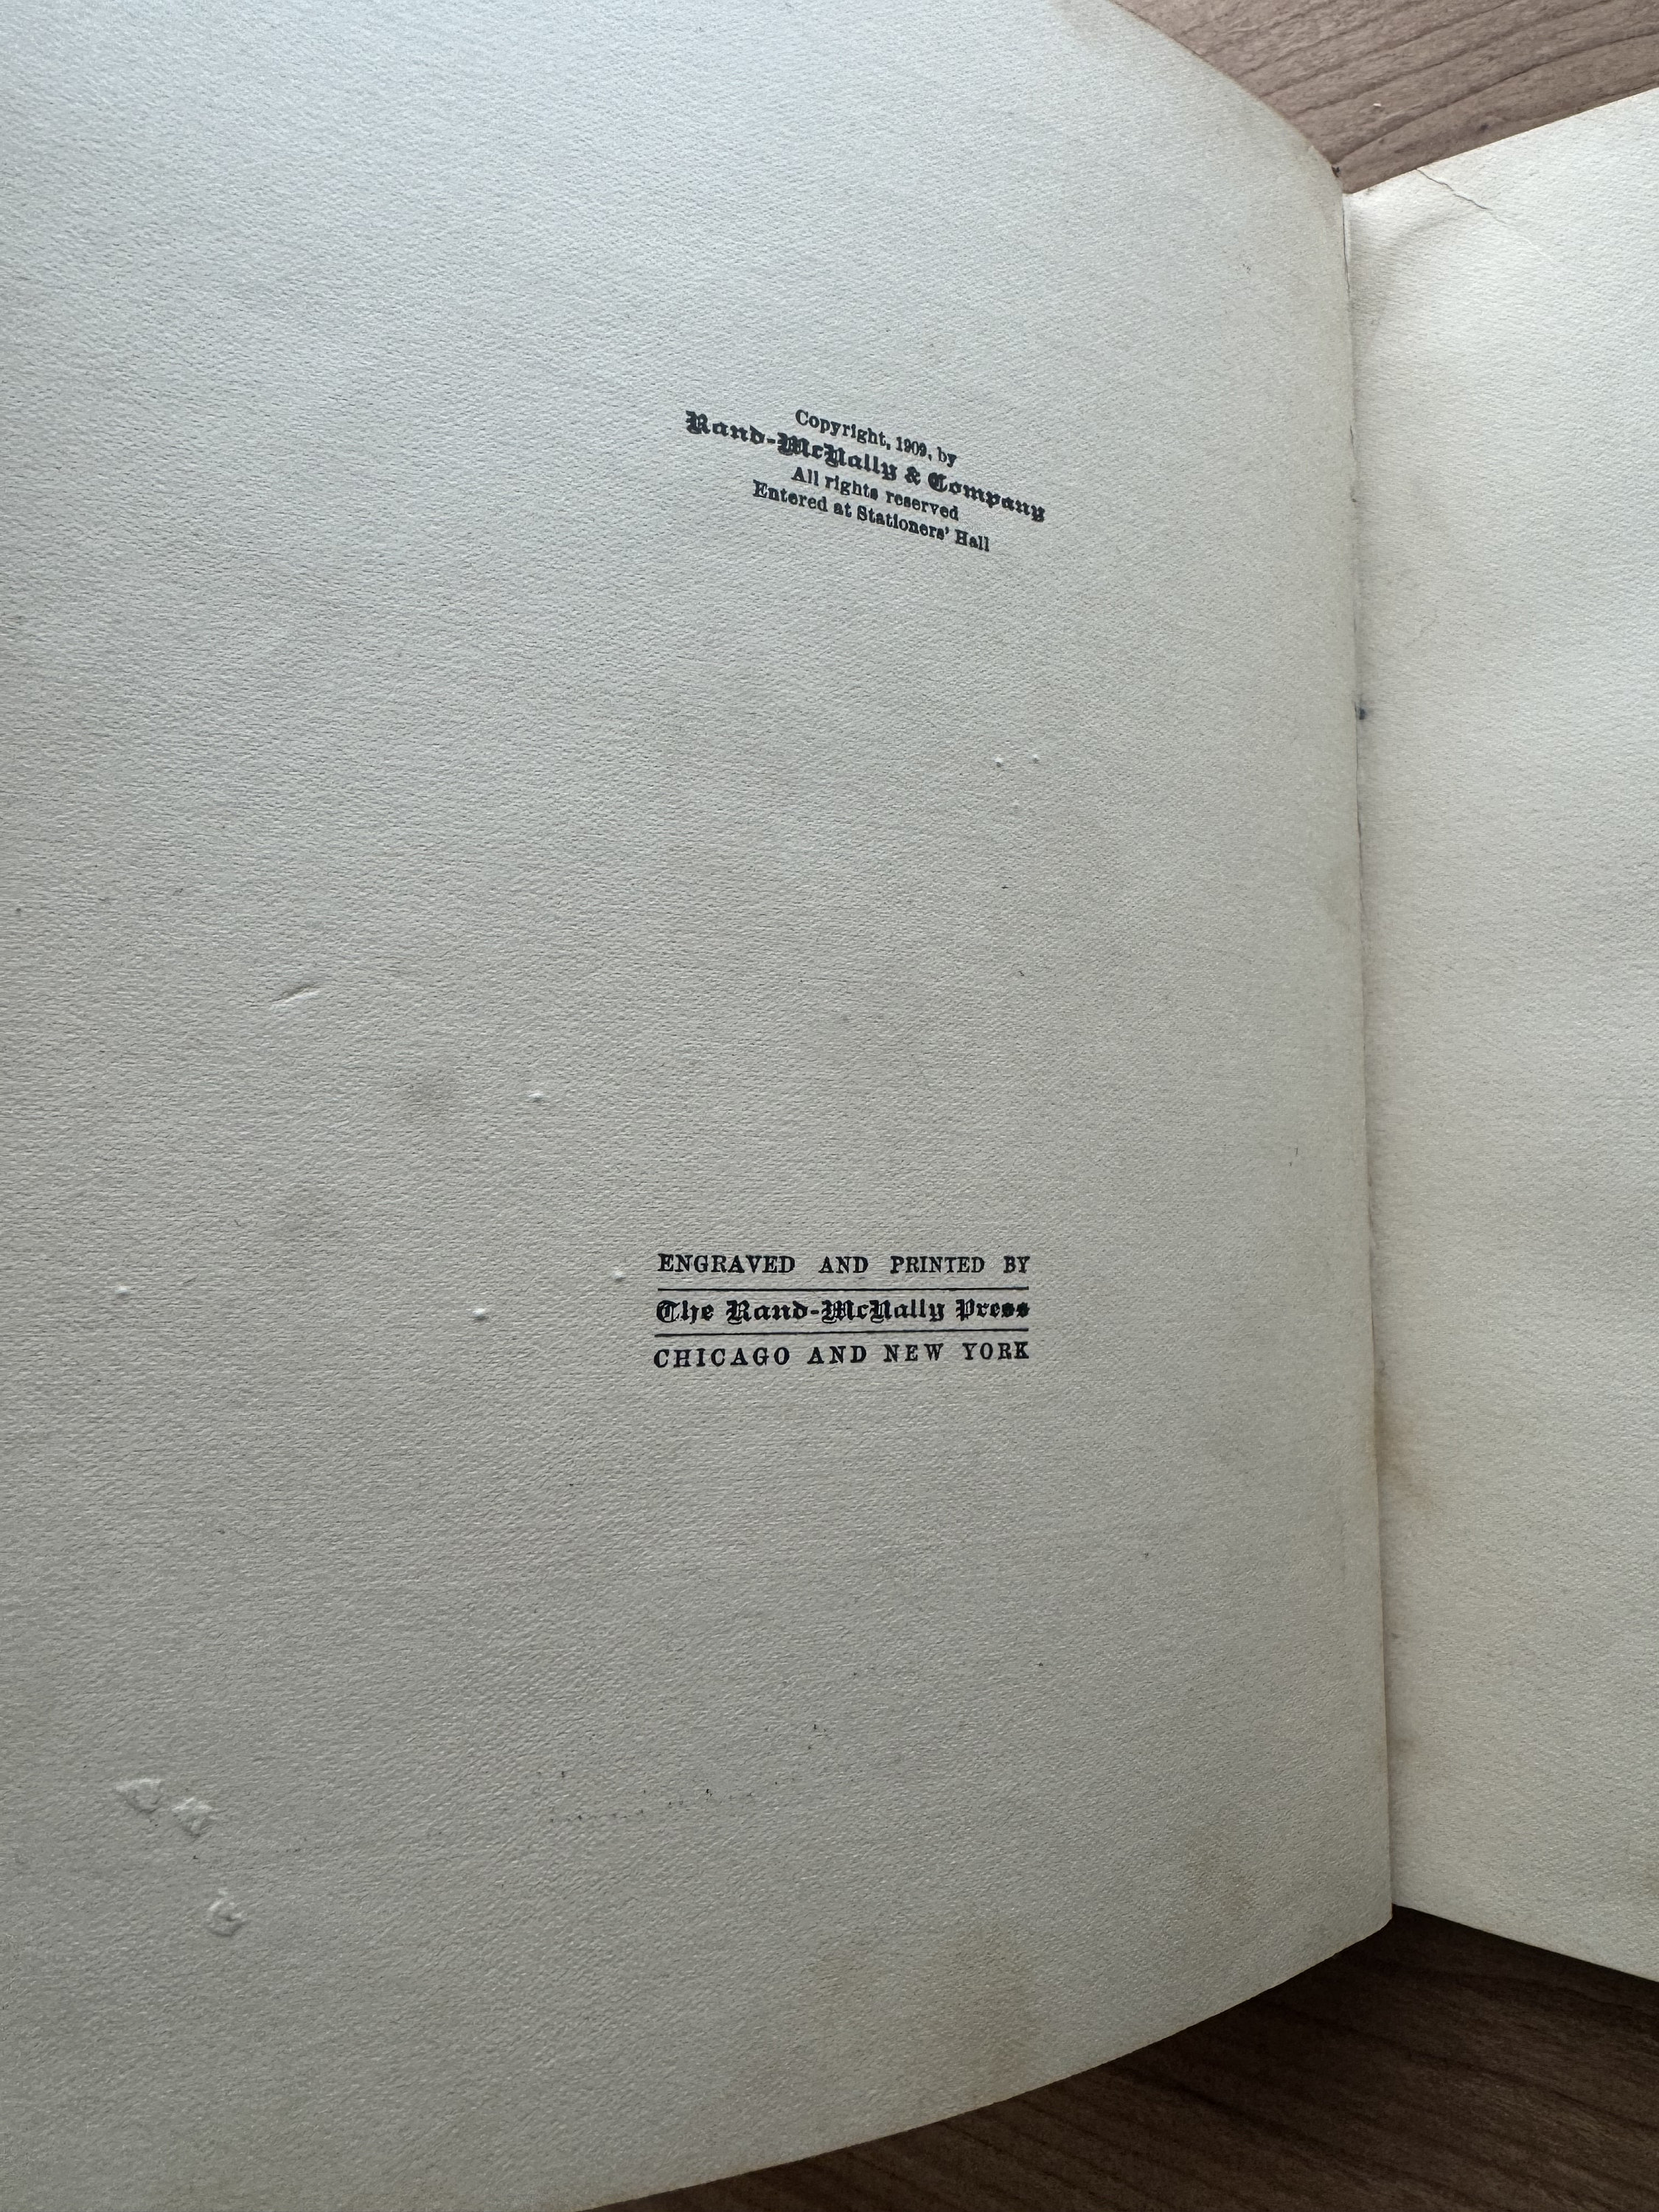 Copyright, 1909, by
Rand-McNally & Company
All rights reserved
Entered at Stationers' Hall
ENGRAVED AND PRINTED BY
The Rand-McNally Press
CHICAGO AND NEW YORK